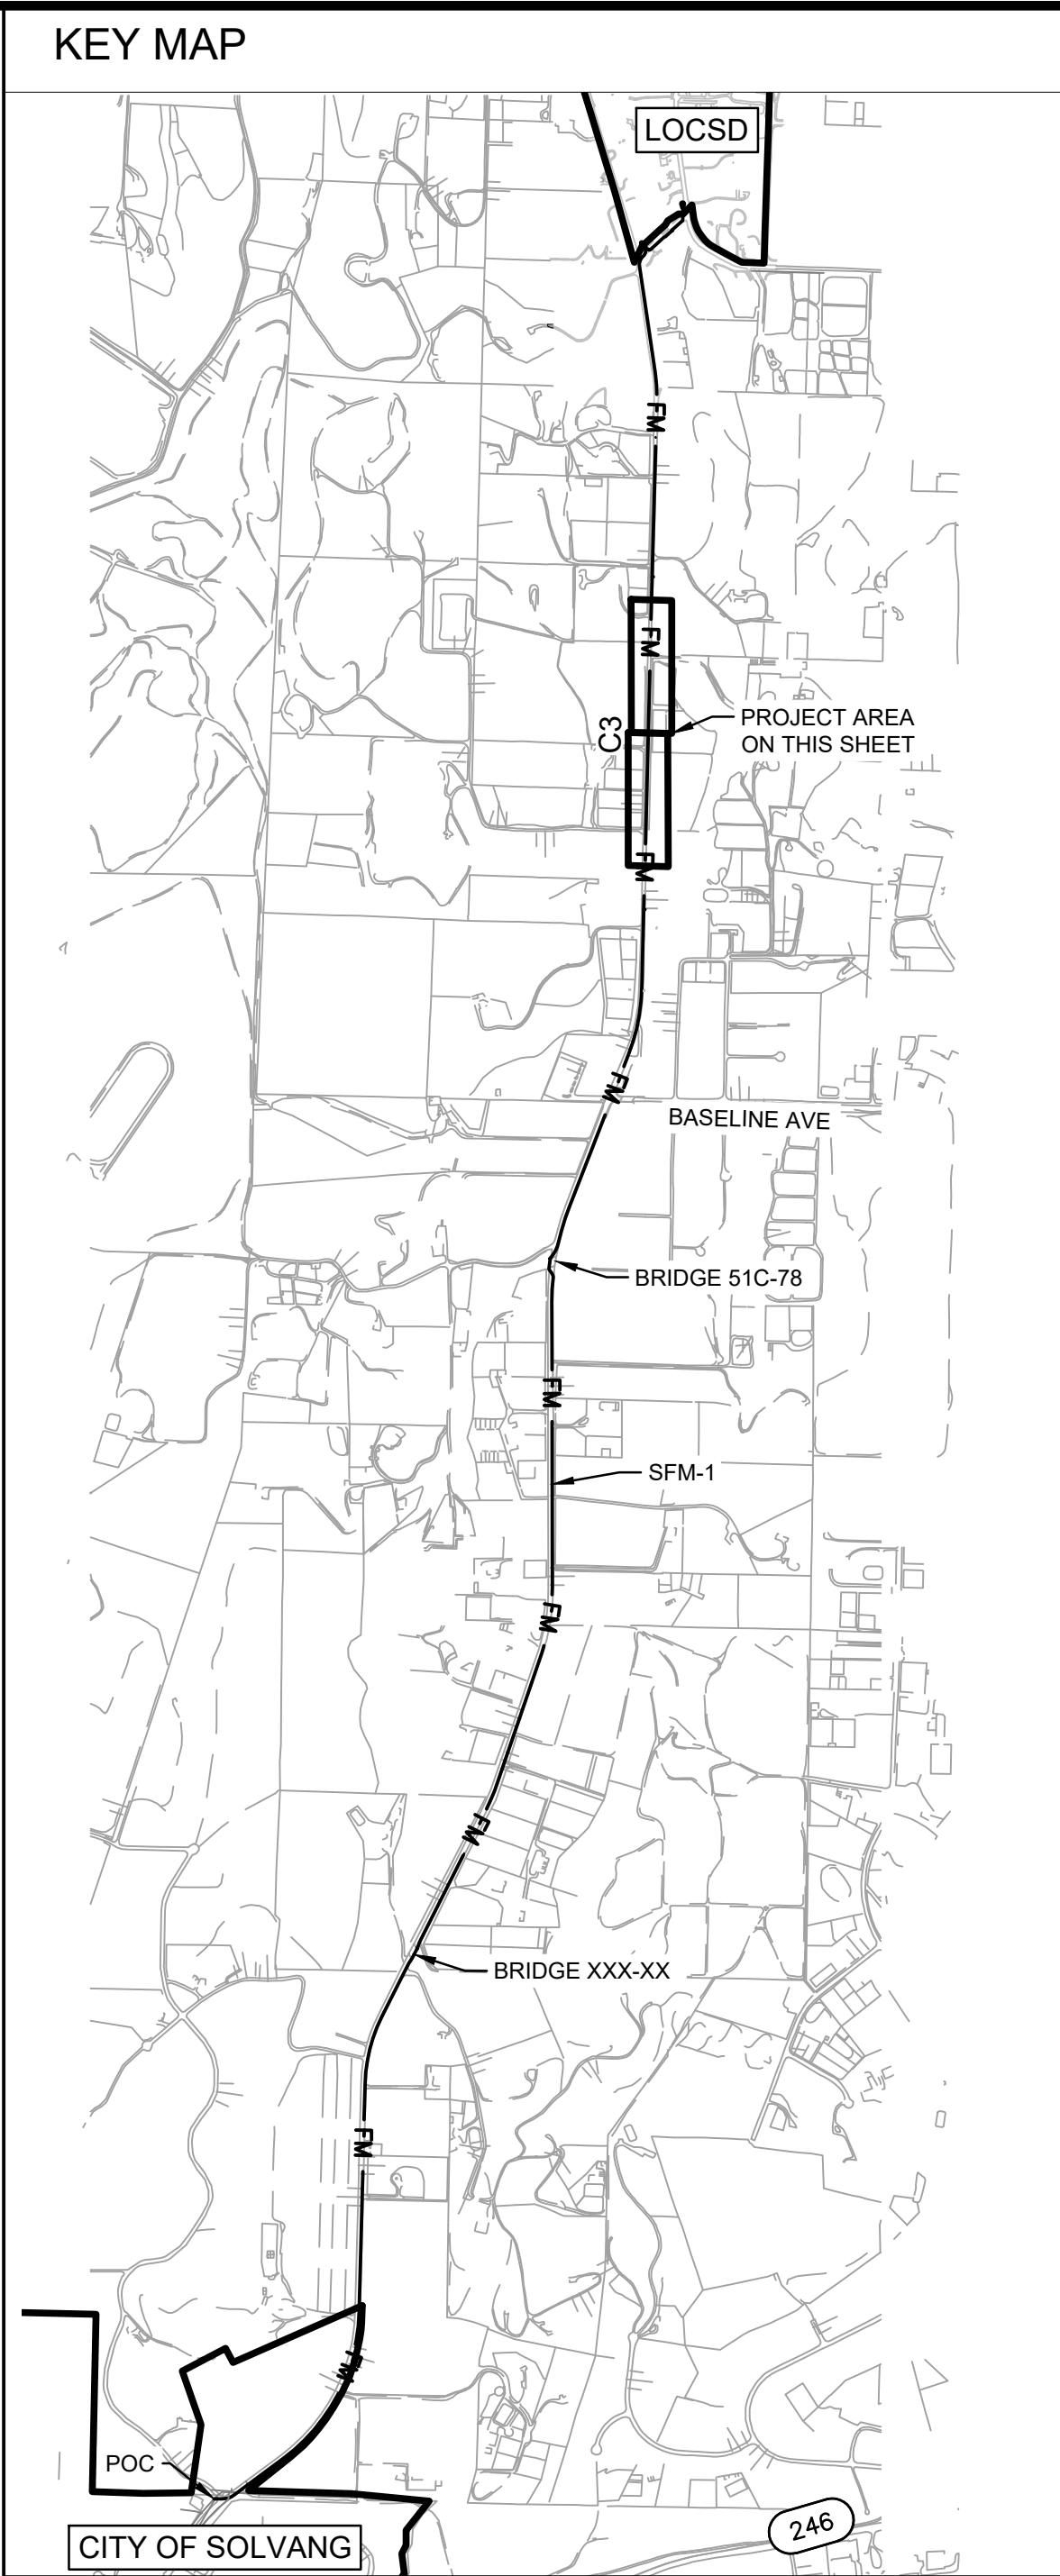 KEY MAP
LOCSD
FM
FM
C3
PROJECT AREA
ON THIS SHEET
FM
FM
BASELINE AVE
BRIDGE 51C-78
FM
SFM-1
FM
FM
BRIDGE XXX-XX
FM
FM
POC
246
CITY OF SOLVANG